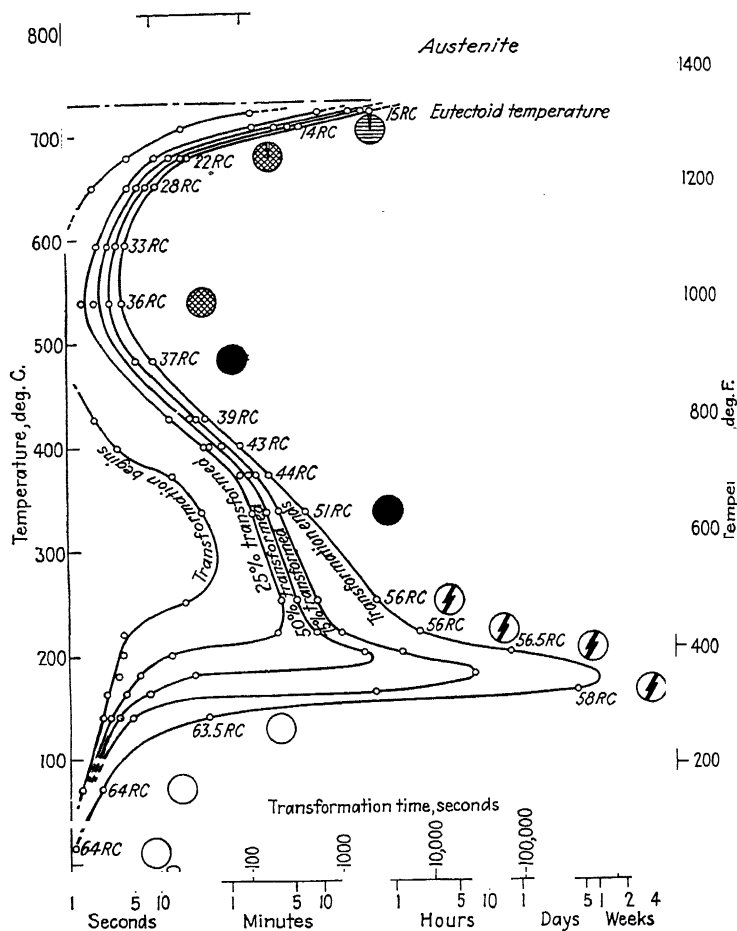 800
Austenite
1400
15RC Eutectoid temperature
700
14RC
22RC
1200
28RC
600
33RC
36RC
1000
500
37RC
Temperature, deg. C.
39RC
800
deg. F.
400
43RC
44RC
Transformation begins
25% transformed
50% transformed
75% transformed
Transformation ends
51RC
600
Temper
300
56RC
56RC
56.5RC
400
200
58RC
63.5RC
100
200
64RC
Transformation time, seconds
64RC
100
1000
10,000
100,000
1 5 10 1 5 10 1 5 10 1 5 1 2 4
Seconds Minutes Hours Days Weeks